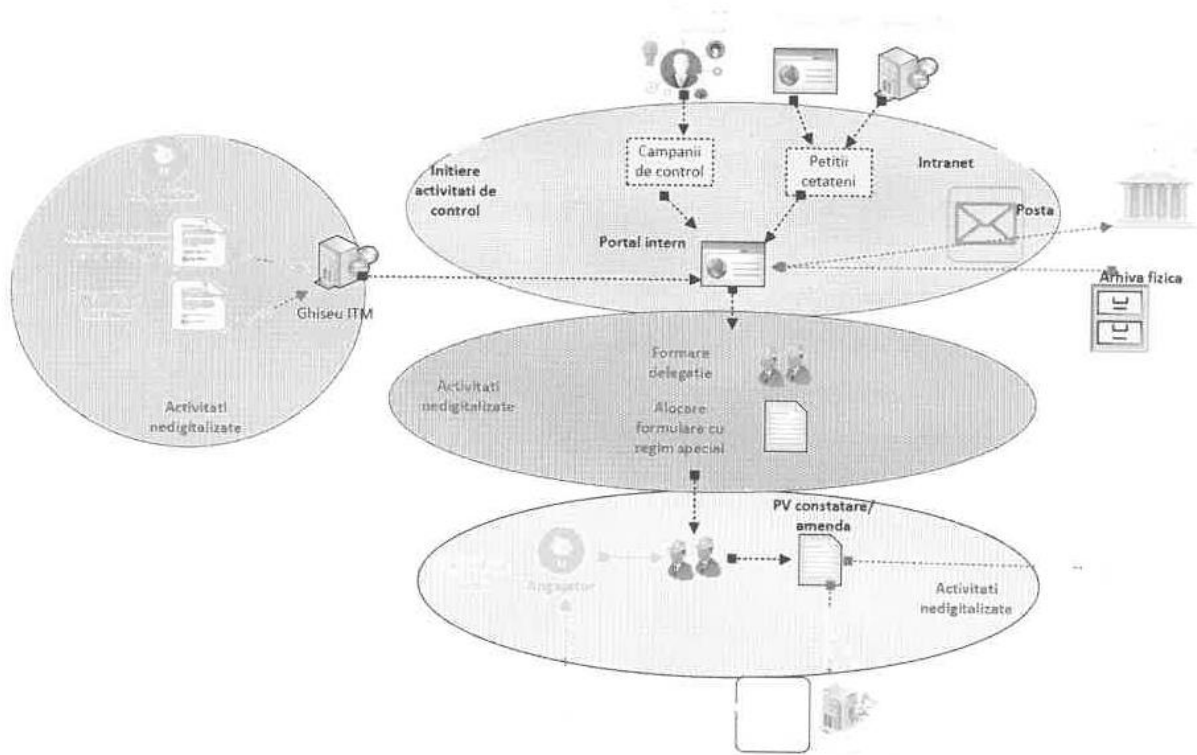 Initiere
activitati de
control
Campanii
de control
Petitii
cetateni
Intranet
Posta
Portal intern
Arhiva fizica
Ghiseu ITM
Activitati
nedigitalizate
Activitati
nedigitalizate
Formare
delegatie
Alocare
formulare cu
regim special
PV constatare/
amenda
Angajator
Activitati
nedigitalizate